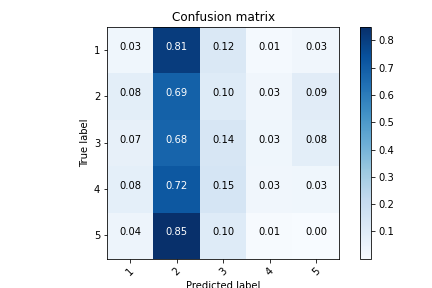 Confusion matrix
1 0.03 0.81 0.12 0.01 0.03
2 0.08 0.69 0.10 0.03 0.09
3 0.07 0.68 0.14 0.03 0.08
4 0.08 0.72 0.15 0.03 0.03
5 0.04 0.85 0.10 0.01 0.00
True label
1 2 3 4 5
Predicted label
0.8
0.7
0.6
0.5
0.4
0.3
0.2
0.1